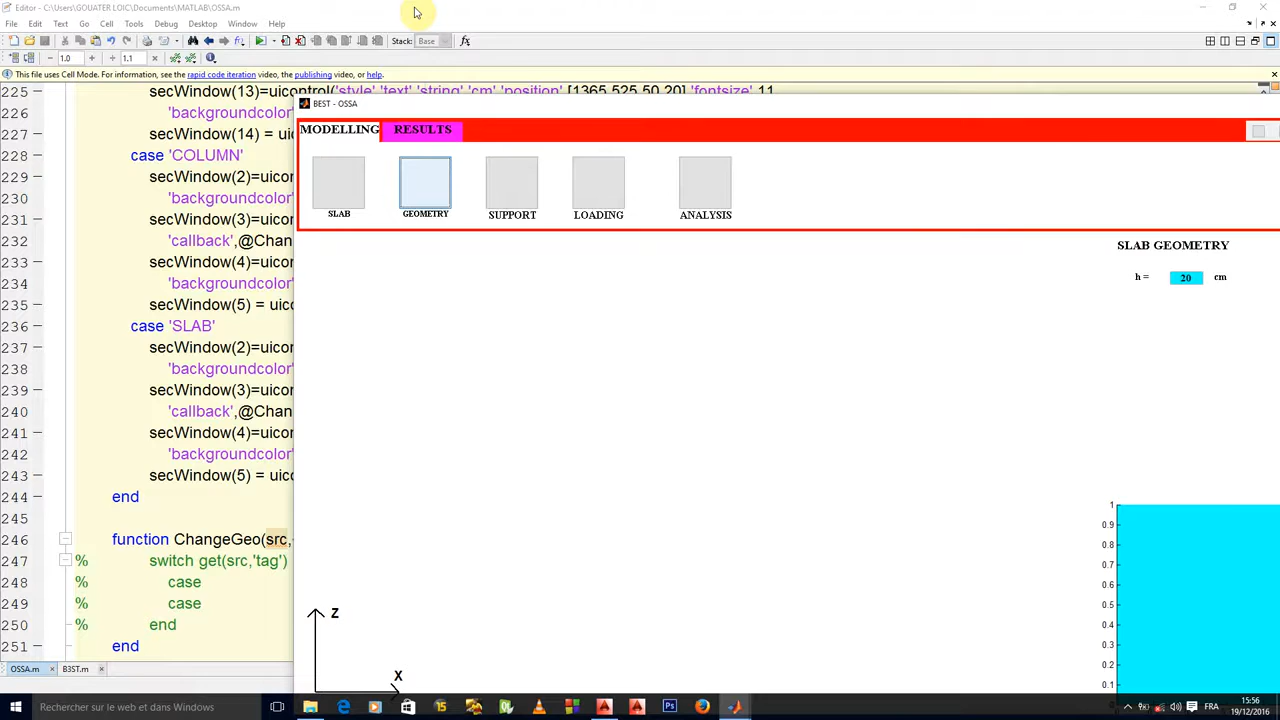 Editor - C:\Users\GOUATER LOIC\Documents\MATLAB\OSSA.m
File Edit Text Go Cell Tools Debug Desktop Window Help
Stack: Base fx
− 1.0 + ÷ 1.1 ×
This file uses Cell Mode. For information, see the rapid code iteration video, the publishing video, or help.
225 secWindow(13)=uicontrol('style','text','string','cm','position',[1365,525,50,20],'fontsize',11
226 'backgroundcolor'
227 secWindow(14) = uic
228 case 'COLUMN'
229 secWindow(2)=uicor
230 'backgroundcolor'
231 secWindow(3)=uicor
232 'callback',@Chan
233 secWindow(4)=uicor
234 'backgroundcolor'
235 secWindow(5) = uico
236 case 'SLAB'
237 secWindow(2)=uicor
238 'backgroundcolor'
239 secWindow(3)=uicor
240 'callback',@Chan
241 secWindow(4)=uicor
242 'backgroundcolor'
243 secWindow(5) = uico
244 end
245
246 function ChangeGeo(src,
247 % switch get(src,'tag')
248 % case
249 % case
250 % end
251 end
BEST - OSSA
MODELLING RESULTS
SLAB GEOMETRY SUPPORT LOADING ANALYSIS
SLAB GEOMETRY
h = 20 cm
1
0.9
0.8
0.7
0.6
0.5
0.4
0.3
0.2
0.1
Z
X
OSSA.m × B3ST.m ×
Rechercher sur le web et dans Windows
FRA
15:56
19/12/2016